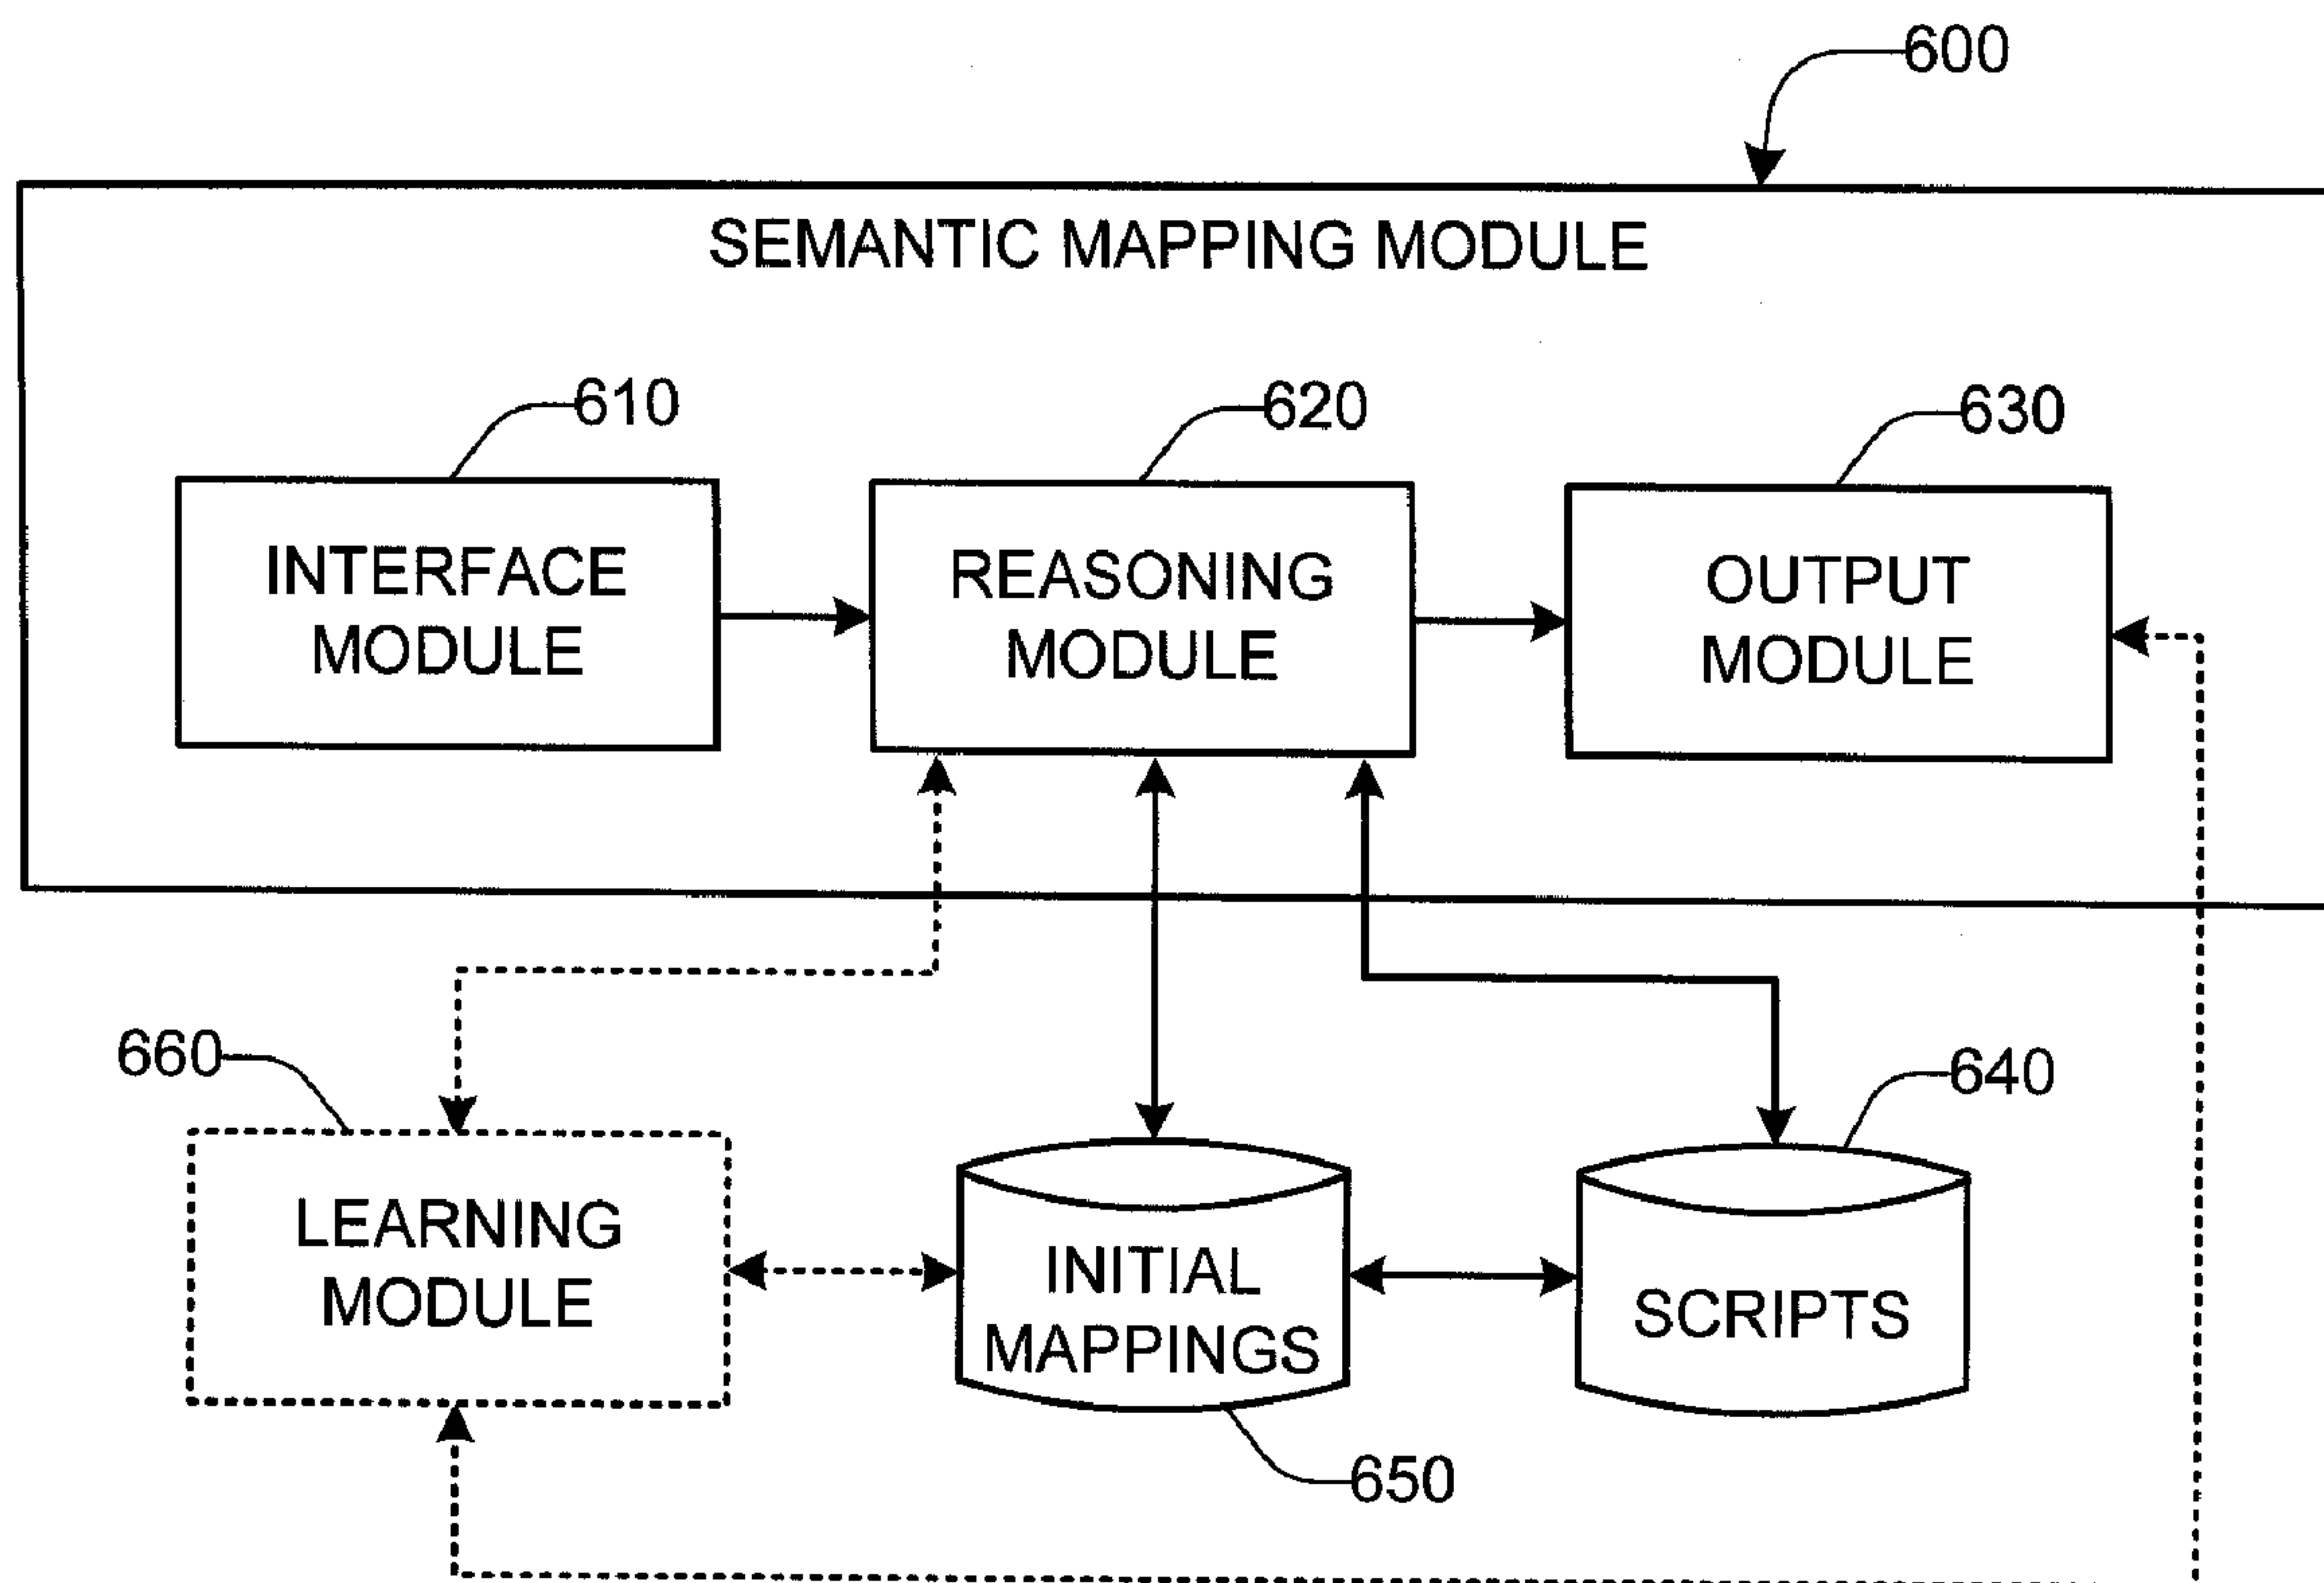 600
SEMANTIC MAPPING MODULE
610
620
630
INTERFACE
MODULE
REASONING
MODULE
OUTPUT
MODULE
660
640
LEARNING
MODULE
INITIAL
MAPPINGS
SCRIPTS
650